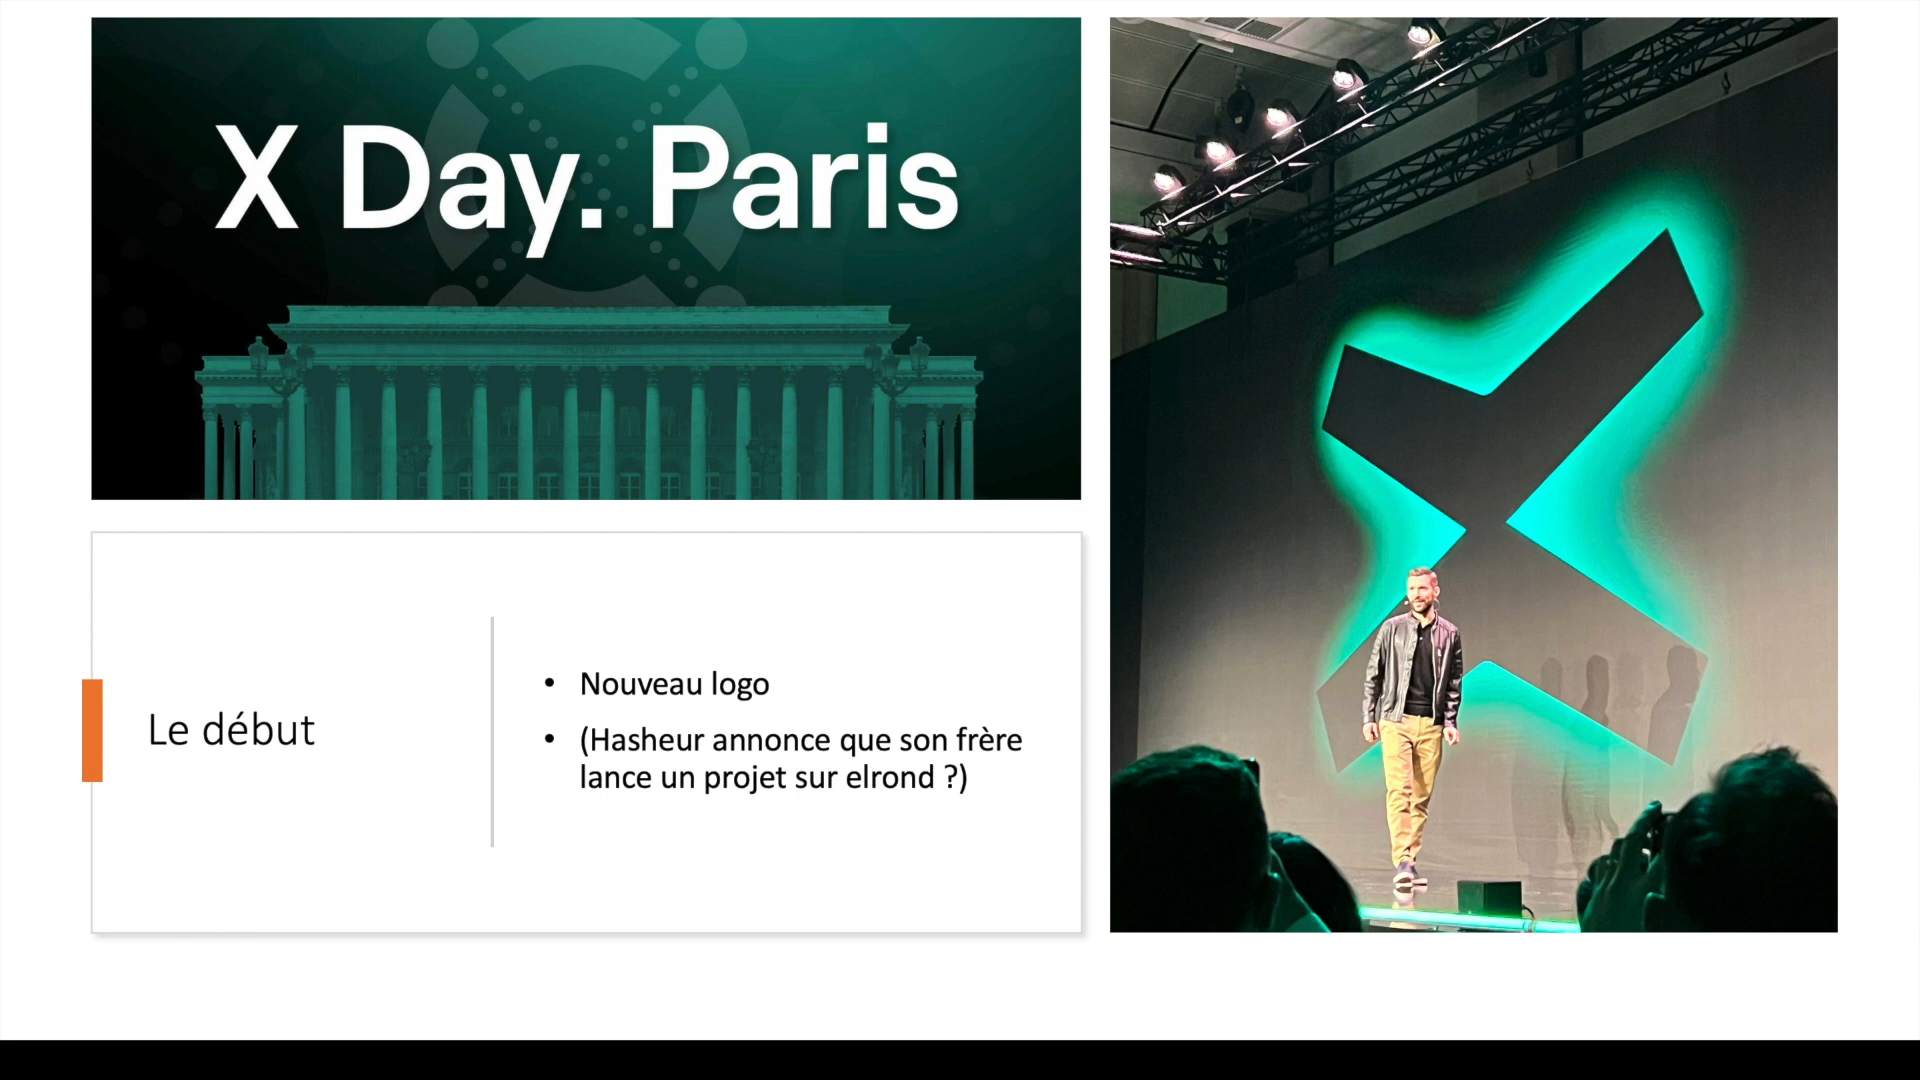 X Day. Paris
Le début
• Nouveau logo
• (Hasheur annonce que son frère
lance un projet sur elrond ?)